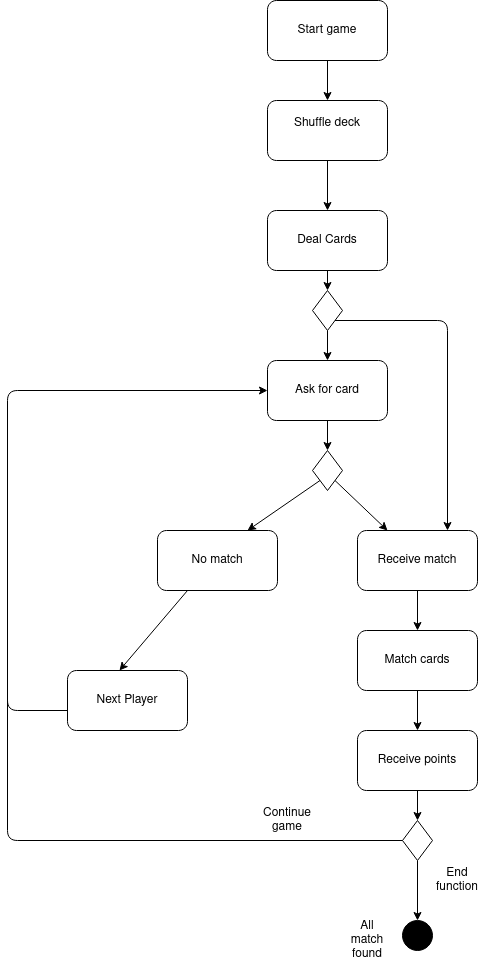 Start game
Shuffle deck
Deal Cards
Ask for card
No match
Receive match
Match cards
Next Player
Receive points
Continue
game
End
function
All
match
found